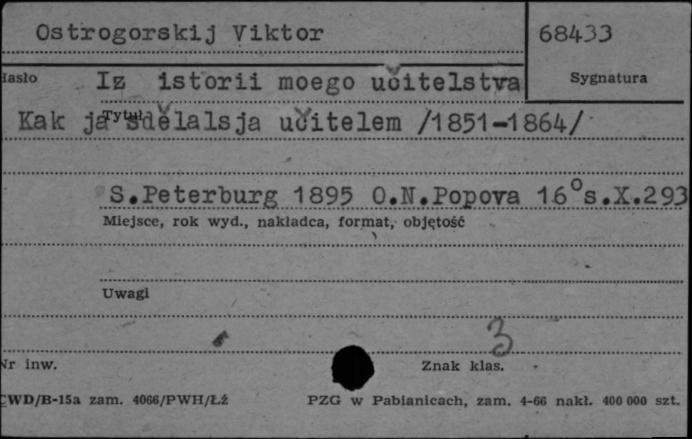 Ostrogorskij Viktor
68433
Hasło
Iz istorii moego učitelstva
Sygnatura
Tytuł
Kak ja sdělalsja učitelem /1851-1864/
S.Peterburg 1895 O.N.Popova 16°s.X.293
Miejsce, rok wyd., nakładca, format, objętość
Uwagi
3
Nr inw.
Znak klas.
CWD/B-15a zam. 4066/PWH/Łź
PZG w Pabianicach, zam. 4-66 nakł. 400 000 szt.